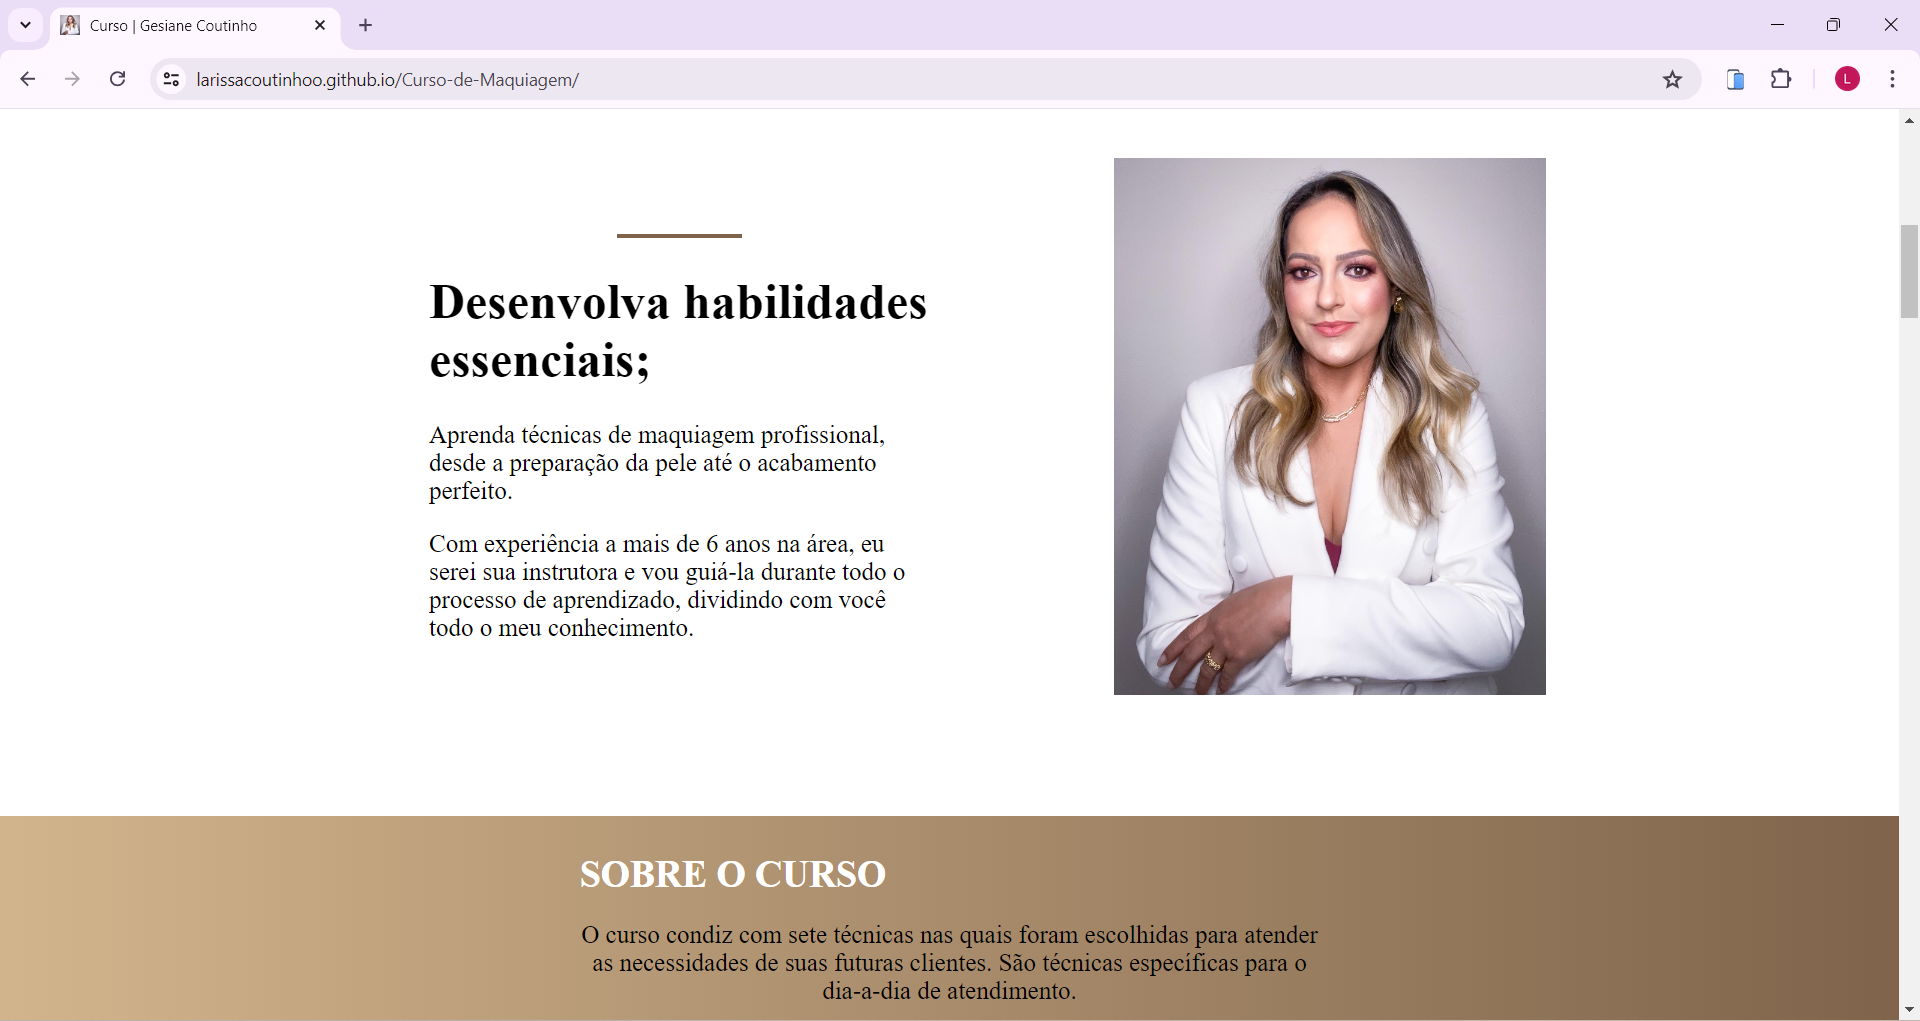 Curso | Gesiane Coutinho
larissacoutinhoo.github.io/Curso-de-Maquiagem/
L
Desenvolva habilidades
essenciais;
Aprenda técnicas de maquiagem profissional,
desde a preparação da pele até o acabamento
perfeito.
Com experiência a mais de 6 anos na área, eu
serei sua instrutora e vou guiá-la durante todo o
processo de aprendizado, dividindo com você
todo o meu conhecimento.
SOBRE O CURSO
O curso condiz com sete técnicas nas quais foram escolhidas para atender
as necessidades de suas futuras clientes. São técnicas específicas para o
dia-a-dia de atendimento.